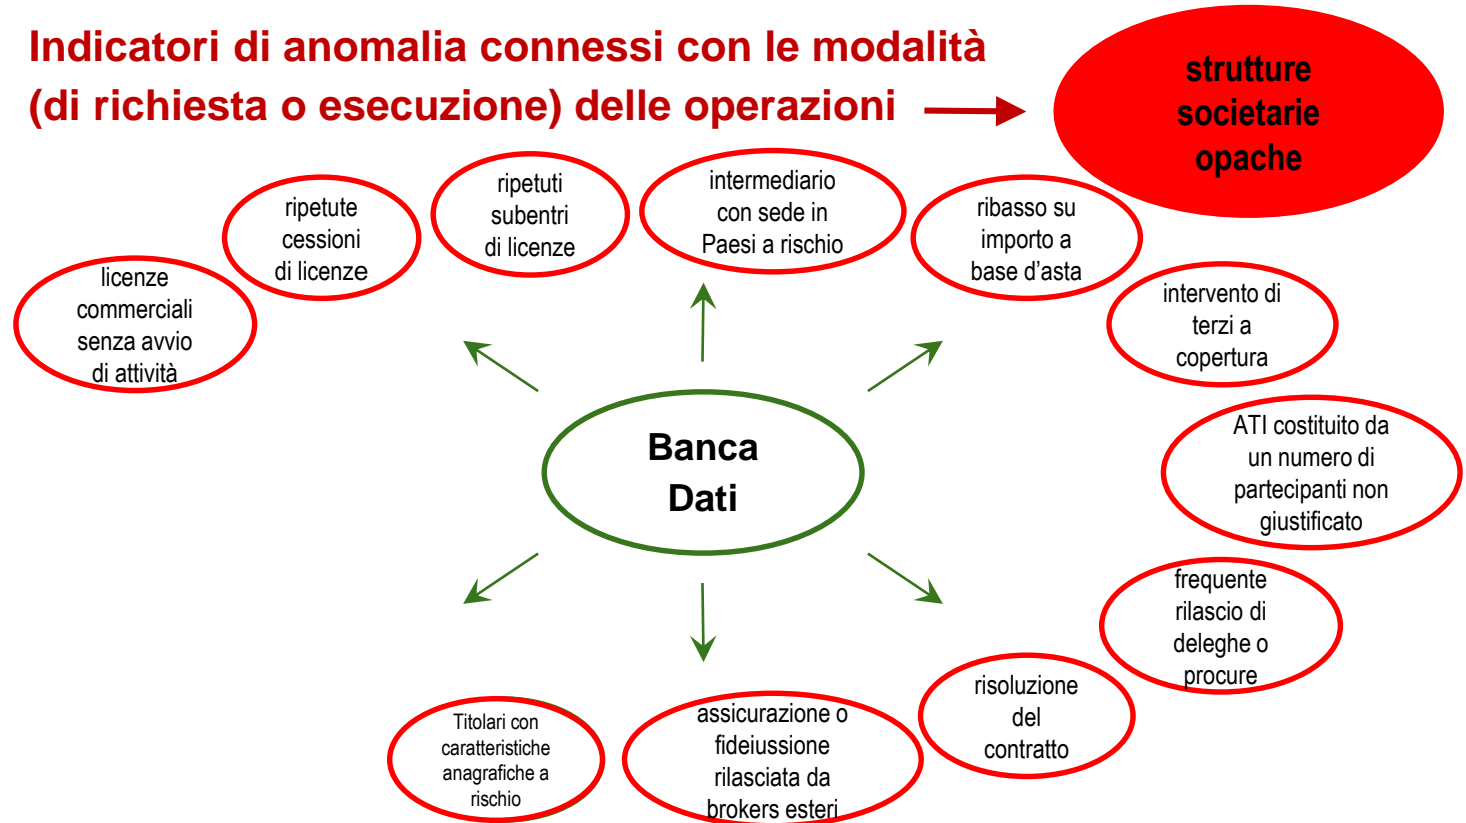 Indicatori di anomalia connessi con le modalità
(di richiesta o esecuzione) delle operazioni
strutture
societarie
opache
licenze
commerciali
senza avvio
di attività
ripetute
cessioni
di licenze
ripetuti
subentri
di licenze
intermediario
con sede in
Paesi a rischio
ribasso su
importo a
base d’asta
intervento di
terzi a
copertura
ATI costituito da
un numero di
partecipanti non
giustificato
frequente
rilascio di
deleghe o
procure
risoluzione
del
contratto
assicurazione o
fideiussione
rilasciata da
brokers esteri
Titolari con
caratteristiche
anagrafiche a
rischio
Banca
Dati